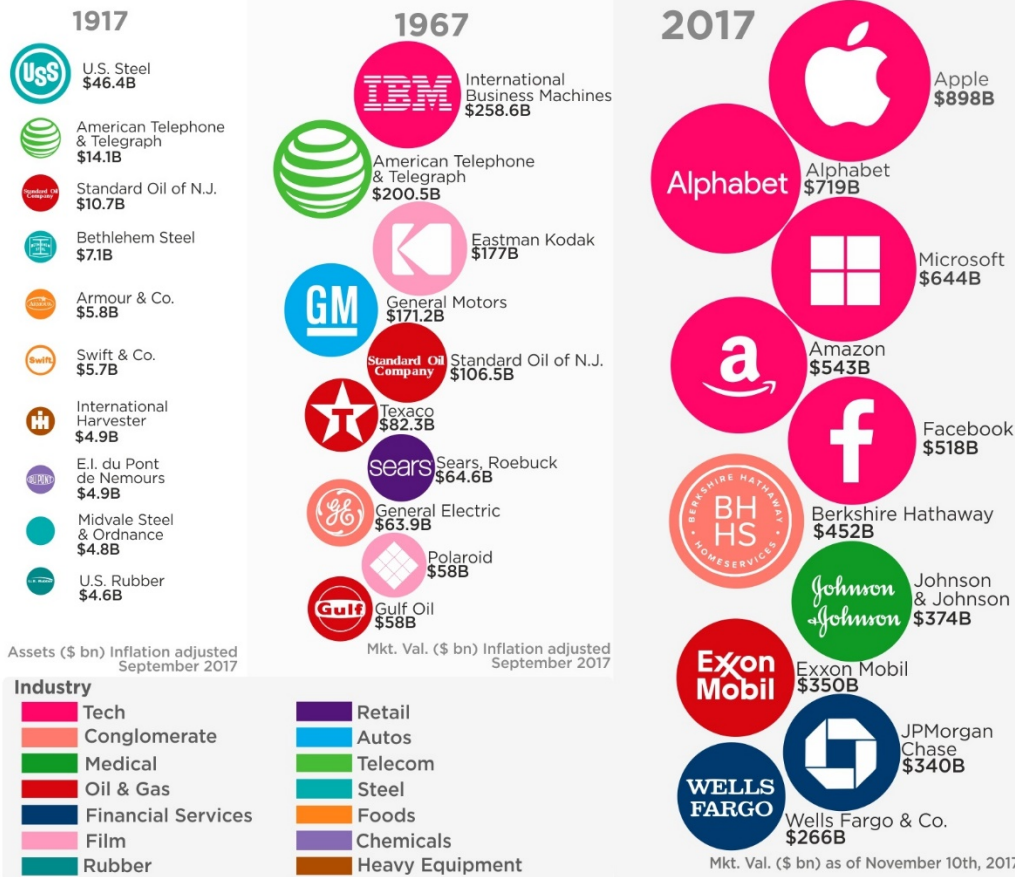 1917
USS
U.S. Steel
$46.4B
American Telephone
& Telegraph
$14.1B
Standard Oil
Company
Standard Oil of N.J.
$10.7B
Bethlehem Steel
$7.1B
Armour & Co.
$5.8B
Swift
Swift & Co.
$5.7B
International
Harvester
$4.9B
DU PONT
E.I. du Pont
de Nemours
$4.9B
Midvale Steel
& Ordnance
$4.8B
U.S. Rubber
$4.6B
Assets ($ bn) Inflation adjusted
September 2017
1967
IBM
International
Business Machines
$258.6B
American Telephone
& Telegraph
$200.5B
K
Eastman Kodak
$177B
GM
General Motors
$171.2B
Standard Oil
Company
Standard Oil of N.J.
$106.5B
T
Texaco
$82.3B
sears
Sears, Roebuck
$64.6B
GE
General Electric
$63.9B
Polaroid
$58B
Gulf
Gulf Oil
$58B
Mkt. Val. ($ bn) Inflation adjusted
September 2017
2017
Apple
$898B
Alphabet
Alphabet
$719B
Microsoft
$644B
a
Amazon
$543B
f
Facebook
$518B
BERKSHIRE HATHAWAY
BH
HS
HOMESERVICES
Berkshire Hathaway
$452B
Johnson
&Johnson
Johnson
& Johnson
$374B
Exxon
Mobil
Exxon Mobil
$350B
JPMorgan
Chase
$340B
WELLS
FARGO
Wells Fargo & Co.
$266B
Mkt. Val. ($ bn) as of November 10th, 2017
Industry
Tech
Conglomerate
Medical
Oil & Gas
Financial Services
Film
Rubber
Retail
Autos
Telecom
Steel
Foods
Chemicals
Heavy Equipment